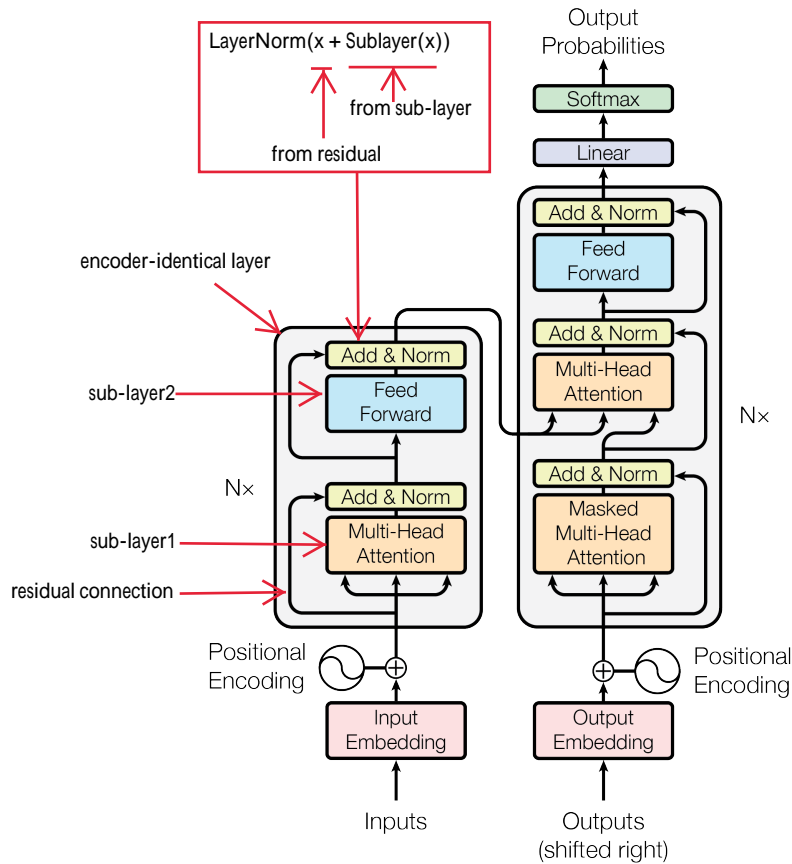 Output
Probabilities
LayerNorm(x + Sublayer(x))
from sub-layer
from residual
Softmax
Linear
Add & Norm
Feed
Forward
Add & Norm
Multi-Head
Attention
Nx
Add & Norm
Masked
Multi-Head
Attention
encoder-identical layer
Add & Norm
sub-layer2
Feed
Forward
Nx
Add & Norm
sub-layer1
Multi-Head
Attention
residual connection
Positional
Encoding
Positional
Encoding
Input
Embedding
Output
Embedding
Inputs
Outputs
(shifted right)